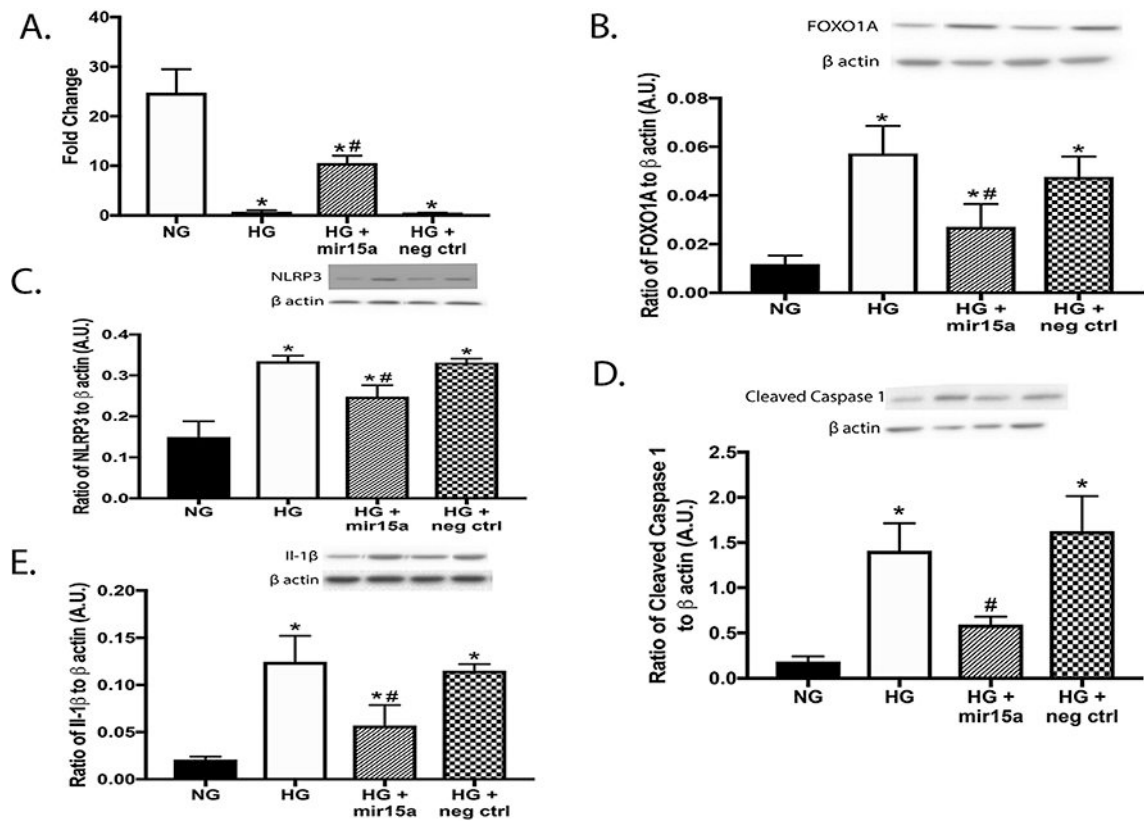 A.
Fold Change
40
30
20
10
0
*
*#
*
NG HG HG + HG +
mir15a neg ctrl
B.
FOXO1A
β actin
Ratio of FOXO1A to β actin (A.U.)
0.08
0.06
0.04
0.02
0.00
*
*#
*
NG HG HG + HG +
mir15a neg ctrl
C.
NLRP3
β actin
Ratio of NLRP3 to β actin (A.U.)
0.4
0.3
0.2
0.1
0.0
*
*#
*
NG HG HG + HG +
mir15a neg ctrl
D.
Cleaved Caspase 1
β actin
Ratio of Cleaved Caspase 1
to β actin (A.U.)
2.5
2.0
1.5
1.0
0.5
0.0
*
#
*
NG HG HG + HG +
mir15a neg ctrl
E.
Il-1β
β actin
Ratio of Il-1β to β actin (A.U.)
0.20
0.15
0.10
0.05
0.00
*
*#
*
NG HG HG + HG +
mir15a neg ctrl